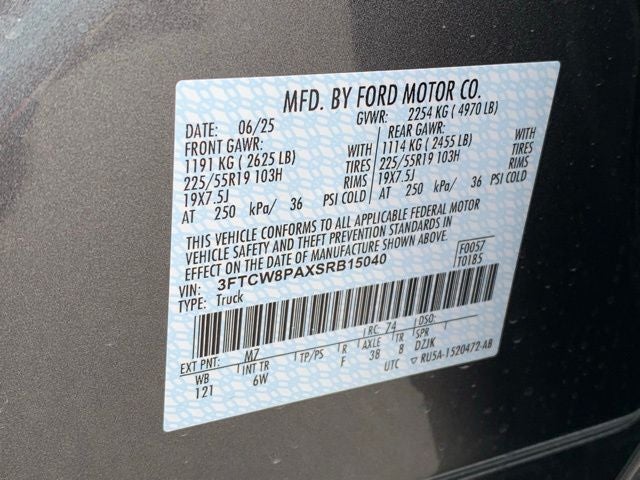 MFD. BY FORD MOTOR CO.
DATE: 06/25 GVWR: 2254 KG ( 4970 LB)
FRONT GAWR: REAR GAWR:
1191 KG ( 2625 LB) WITH 1114 KG ( 2455 LB) WITH
225/55R19 103H TIRES 225/55R19 103H TIRES
19X7.5J RIMS 19X7.5J RIMS
AT 250 kPa/ 36 PSI COLD AT 250 kPa/ 36 PSI COLD
THIS VEHICLE CONFORMS TO ALL APPLICABLE FEDERAL MOTOR
VEHICLE SAFETY AND THEFT PREVENTION STANDARDS IN
EFFECT ON THE DATE OF MANUFACTURE SHOWN ABOVE.
VIN: 3FTCW8PAXSRB15040 F0057
TYPE: Truck T0185
EXT PNT: M7 RC: 74 DSO:
WB INT TR TP/PS R AXLE TR SPR
121 6W F 38 8 DZJK
UTC ▽ RU5A-1520472-AB